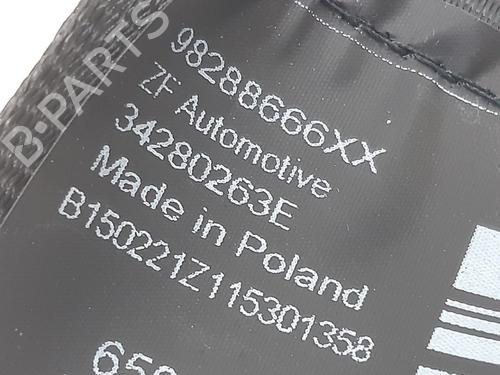 98288666XX
ZF Automotive
34280263E
Made in Poland
B150221Z115301358
B-PARTS